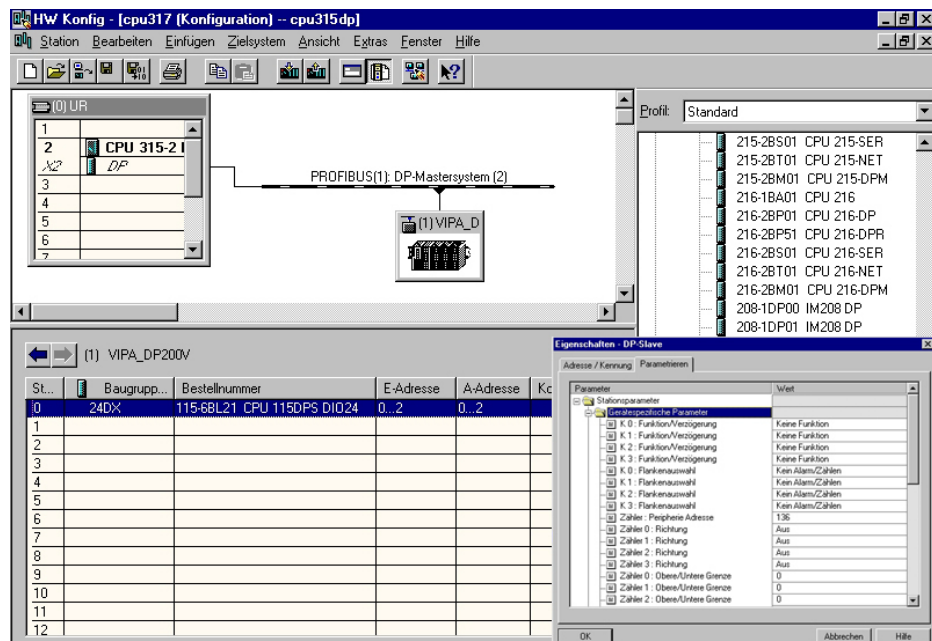 HW Konfig - [cpu317 (Konfiguration) -- cpu315dp]
Station Bearbeiten Einfügen Zielsystem Ansicht Extras Fenster Hilfe
(0) UR
1
2 CPU 315-2
X2 DP
3
4
5
6
7
PROFIBUS(1): DP-Mastersystem (2)
(1) VIPA_D
Profil: Standard
215-2BS01 CPU 215-SER
215-2BT01 CPU 215-NET
215-2BM01 CPU 215-DPM
216-1BA01 CPU 216
216-2BP01 CPU 216-DP
216-2BP51 CPU 216-DPR
216-2BS01 CPU 216-SER
216-2BT01 CPU 216-NET
216-2BM01 CPU 216-DPM
208-1DP00 IM208 DP
208-1DP01 IM208 DP
(1) VIPA_DP200V
St... Baugrupp... Bestellnummer E-Adresse A-Adresse Ko
0 24DX 115-6BL21 CPU 115DPS DIO24 0...2 0...2
1
2
3
4
5
6
7
8
9
10
11
12
Eigenschaften - DP-Slave
Adresse / Kennung Parametrieren
Parameter Wert
Stationsparameter
Gerätespezifische Parameter
K 0 : Funktion/Verzögerung Keine Funktion
K 1 : Funktion/Verzögerung Keine Funktion
K 2 : Funktion/Verzögerung Keine Funktion
K 3 : Funktion/Verzögerung Keine Funktion
K 0 : Flankenauswahl Kein Alarm/Zählen
K 1 : Flankenauswahl Kein Alarm/Zählen
K 2 : Flankenauswahl Kein Alarm/Zählen
K 3 : Flankenauswahl Kein Alarm/Zählen
Zähler : Peripherie Adresse 136
Zähler 0 : Richtung Aus
Zähler 1 : Richtung Aus
Zähler 2 : Richtung Aus
Zähler 3 : Richtung Aus
Zähler 0 : Obere/Untere Grenze 0
Zähler 1 : Obere/Untere Grenze 0
Zähler 2 : Obere/Untere Grenze 0
OK Abbrechen Hilfe